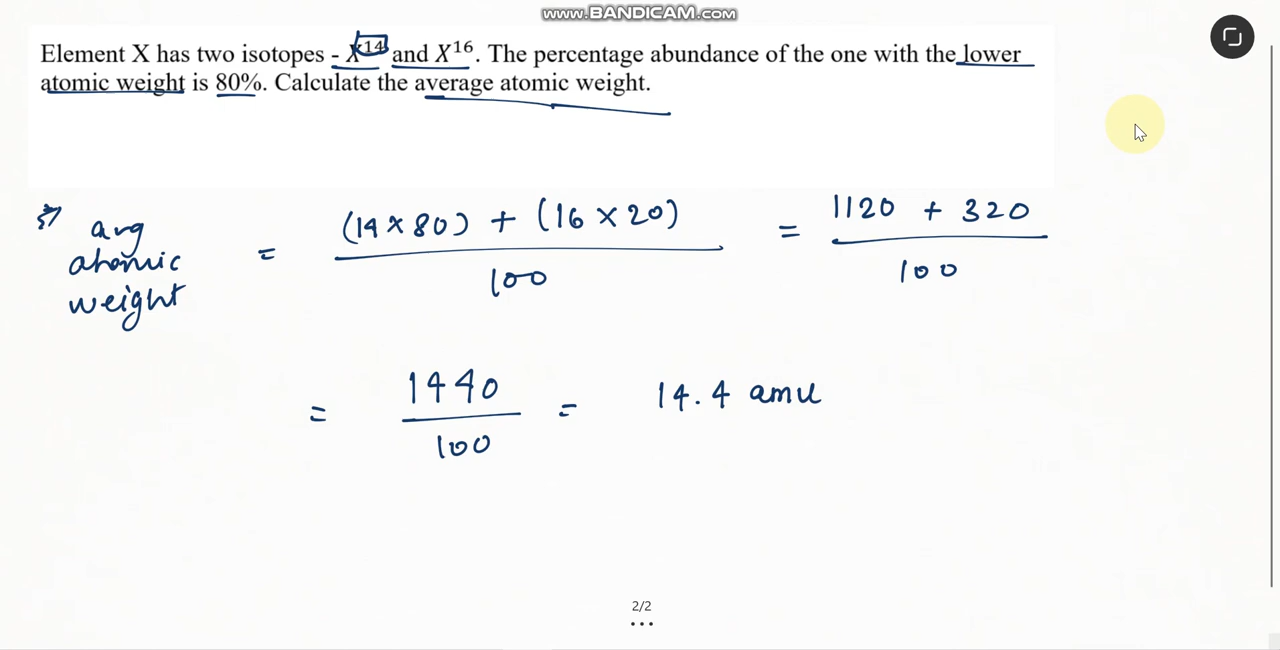 www.BANDICAM.com
Element X has two isotopes - X¹⁴ and X¹⁶. The percentage abundance of the one with the lower
atomic weight is 80%. Calculate the average atomic weight.
avg
atomic
weight
= (14 × 80) + (16 × 20)
100
= 1120 + 320
100
= 1440
100
= 14.4 amu
2/2